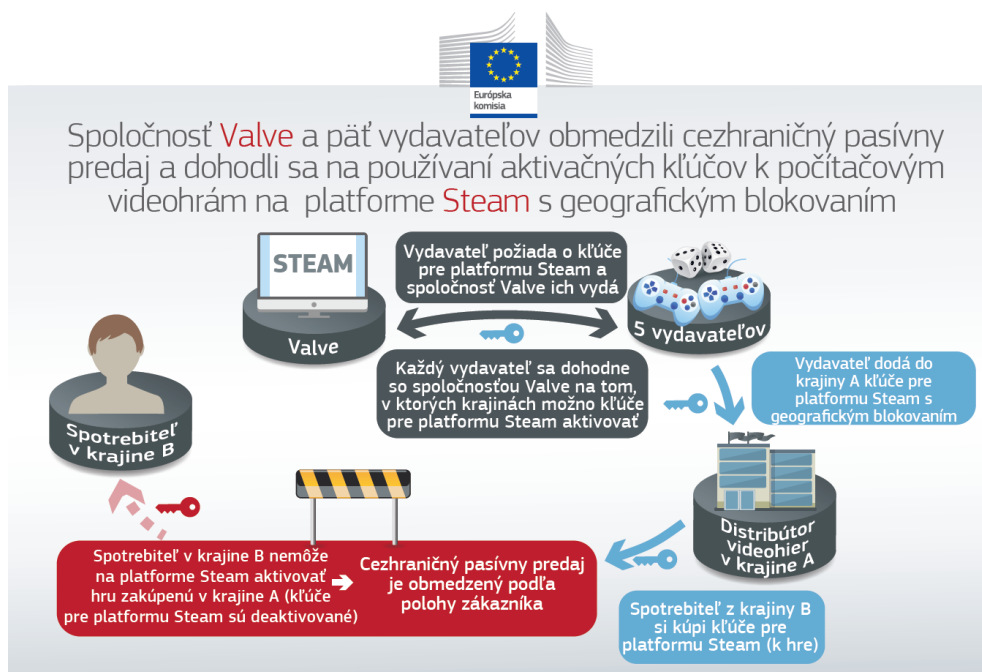 Európska
komisia
Spoločnosť Valve a päť vydavateľov obmedzili cezhraničný pasívny
predaj a dohodli sa na používaní aktivačných kľúčov k počítačovým
videohrám na platforme Steam s geografickým blokovaním
STEAM
Valve
Vydavateľ požiada o kľúče
pre platformu Steam a
spoločnosť Valve ich vydá
5 vydavateľov
Každý vydavateľ sa dohodne
so spoločnosťou Valve na tom,
v ktorých krajinách možno kľúče
pre platformu Steam aktivovať
Vydavateľ dodá do
krajiny A kľúče pre
platformu Steam s
geografickým blokovaním
Spotrebiteľ
v krajine B
Distribútor
videohier
v krajine A
Spotrebiteľ v krajine B nemôže
na platforme Steam aktivovať
hru zakúpenú v krajine A (kľúče
pre platformu Steam sú deaktivované)
Cezhraničný pasívny predaj
je obmedzený podľa
polohy zákazníka
Spotrebiteľ z krajiny B
si kúpi kľúče pre
platformu Steam (k hre)